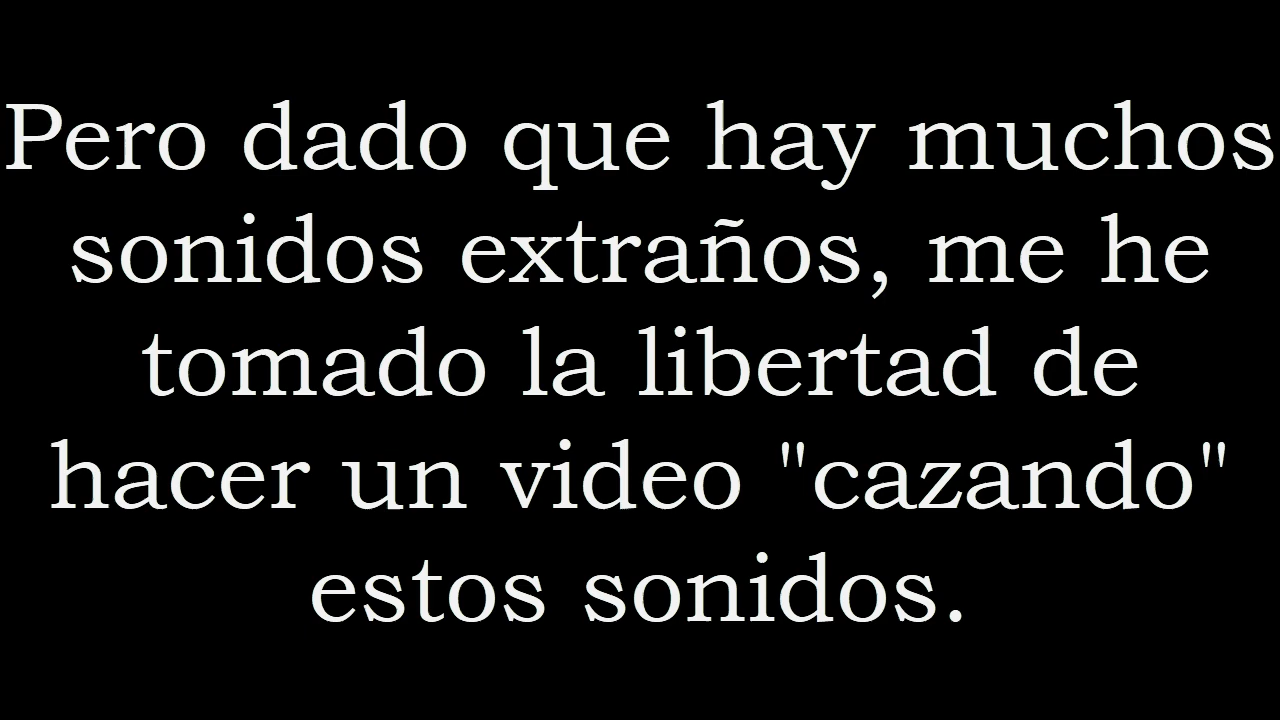 Pero dado que hay muchos
sonidos extraños, me he
tomado la libertad de
hacer un video "cazando"
estos sonidos.